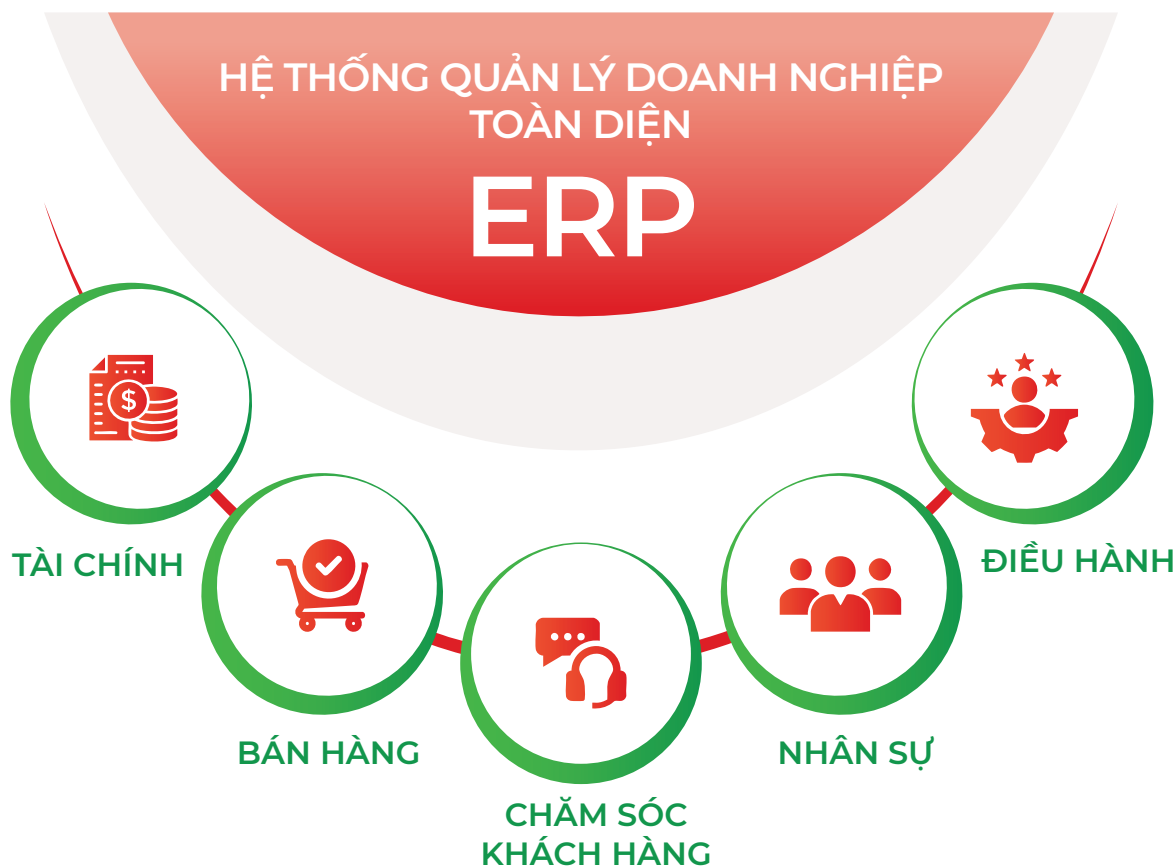 HỆ THỐNG QUẢN LÝ DOANH NGHIỆP
TOÀN DIỆN
ERP
$
TÀI CHÍNH
BÁN HÀNG
CHĂM SÓC
KHÁCH HÀNG
NHÂN SỰ
ĐIỀU HÀNH